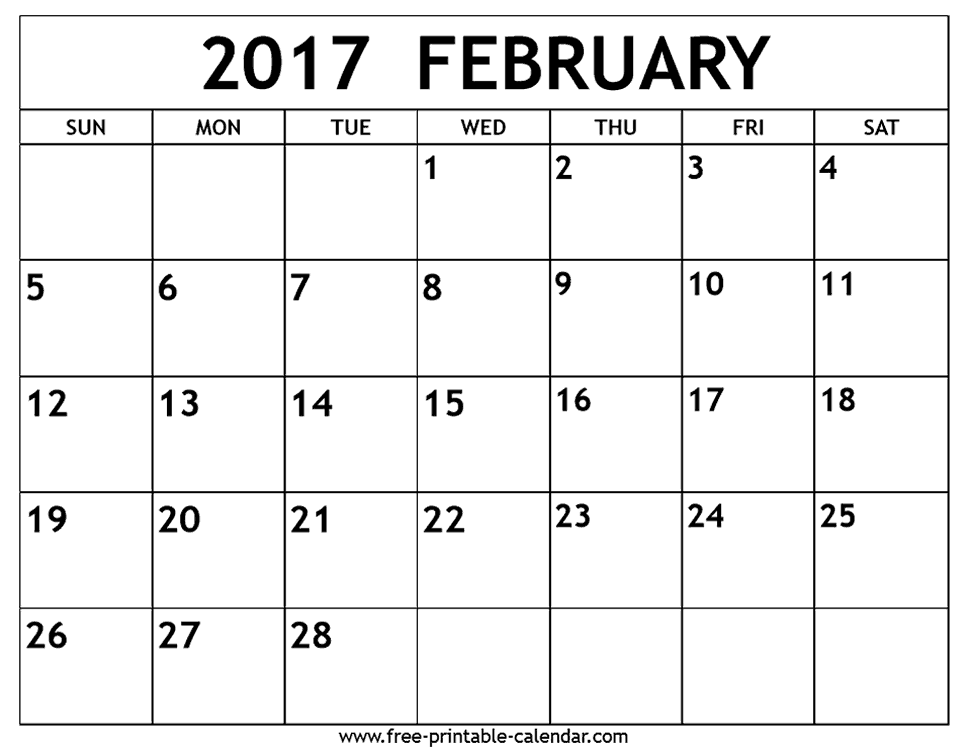 2017 FEBRUARY
SUN MON TUE WED THU FRI SAT
1 2 3 4
5 6 7 8 9 10 11
12 13 14 15 16 17 18
19 20 21 22 23 24 25
26 27 28
www.free-printable-calendar.com